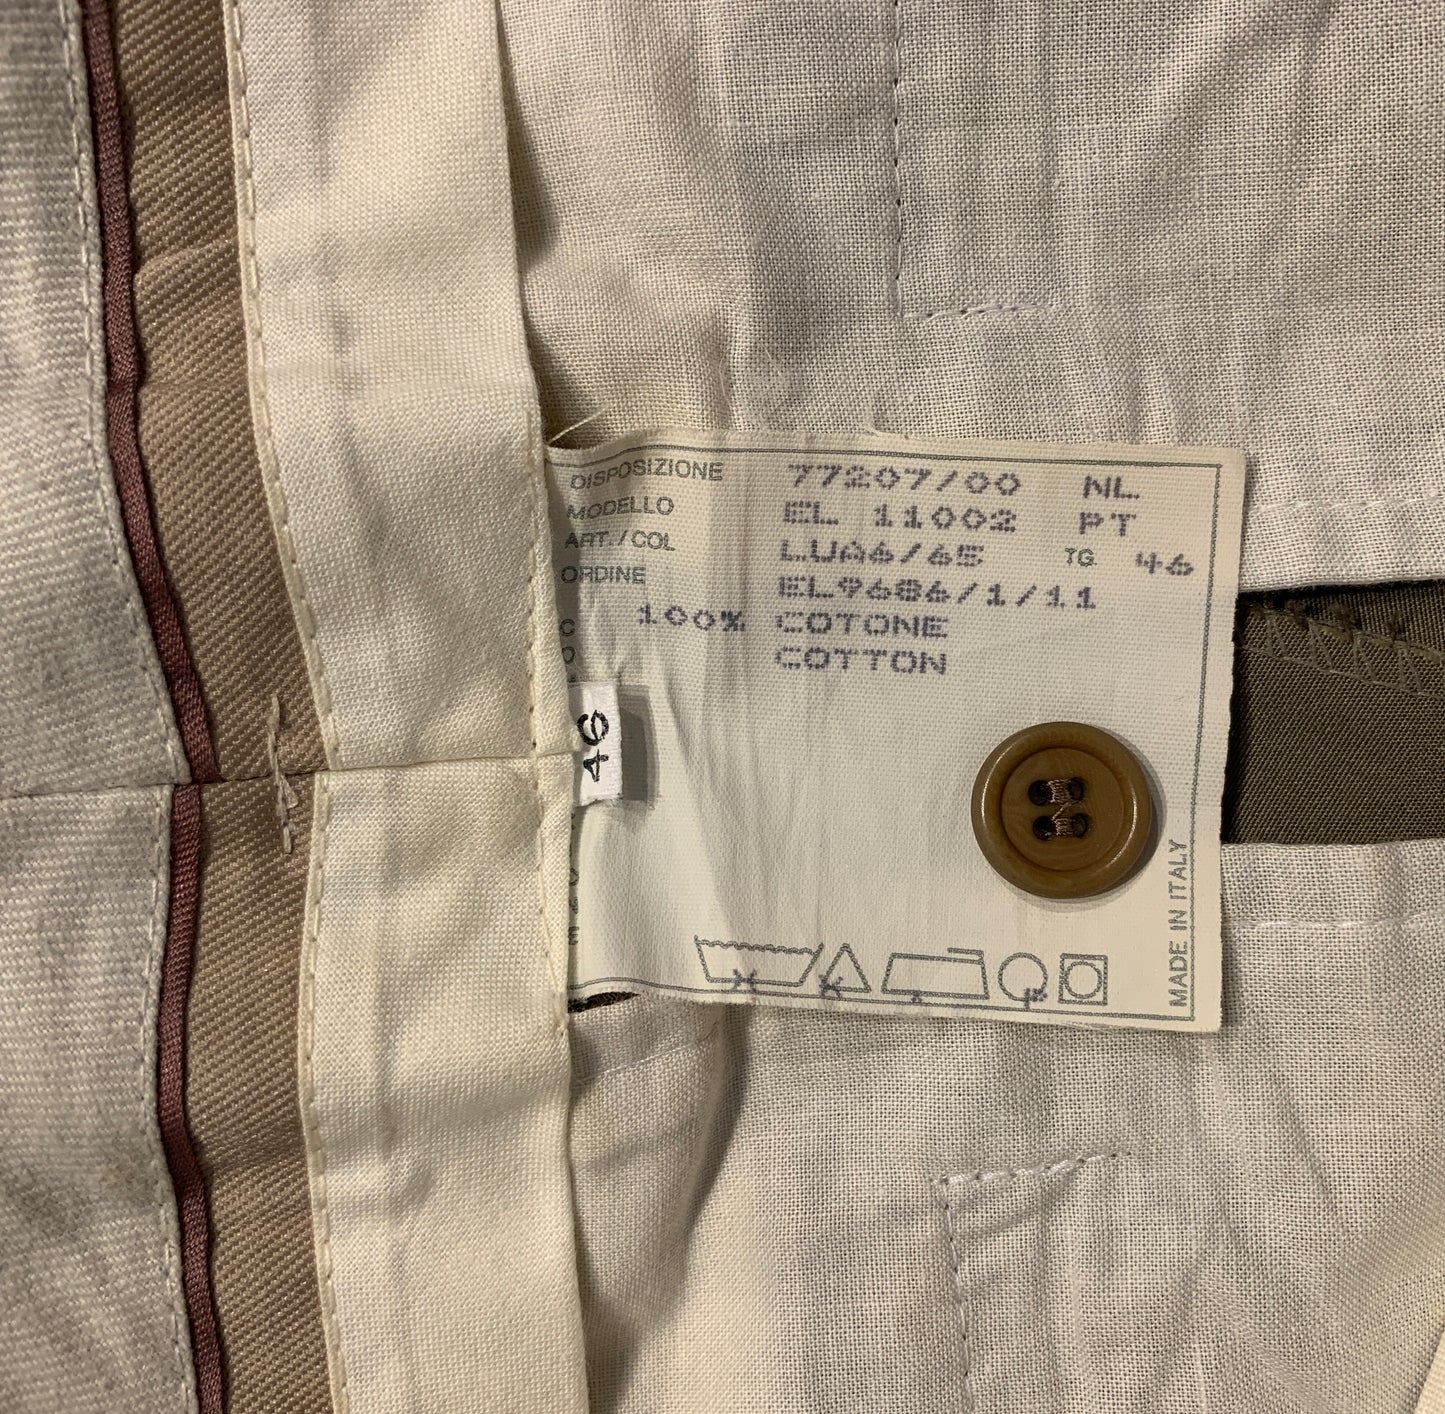 DISPOSIZIONE 77207/00 NL
MODELLO EL 11002 PT
ART./COL LUA6/65 TG. 46
ORDINE EL9686/1/11
C 100% COTONE
O COTTON
46
E
MADE IN ITALY